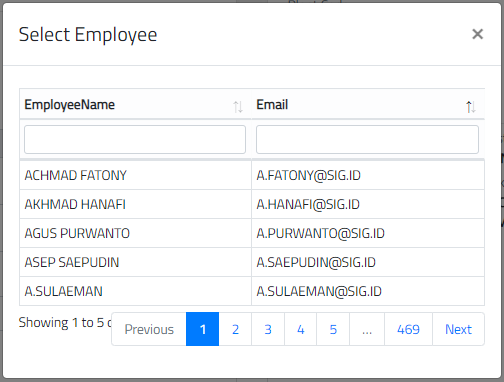 Select Employee ×
EmployeeName Email
ACHMAD FATONY A.FATONY@SIG.ID
AKHMAD HANAFI A.HANAFI@SIG.ID
AGUS PURWANTO A.PURWANTO@SIG.ID
ASEP SAEPUDIN A.SAEPUDIN@SIG.ID
A.SULAEMAN A.SULAEMAN@SIG.ID
Showing 1 to 5 Previous 1 2 3 4 5 ... 469 Next